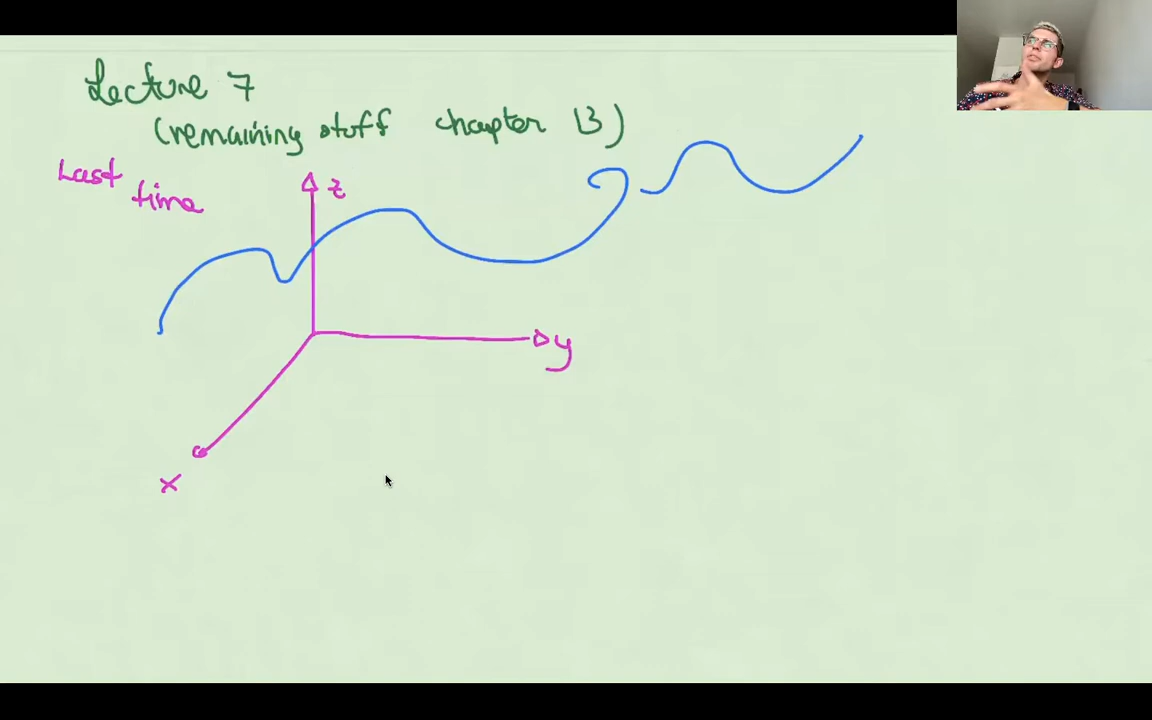 Lecture 7
(remaining stuff chapter 13)
Last
time
z
y
x